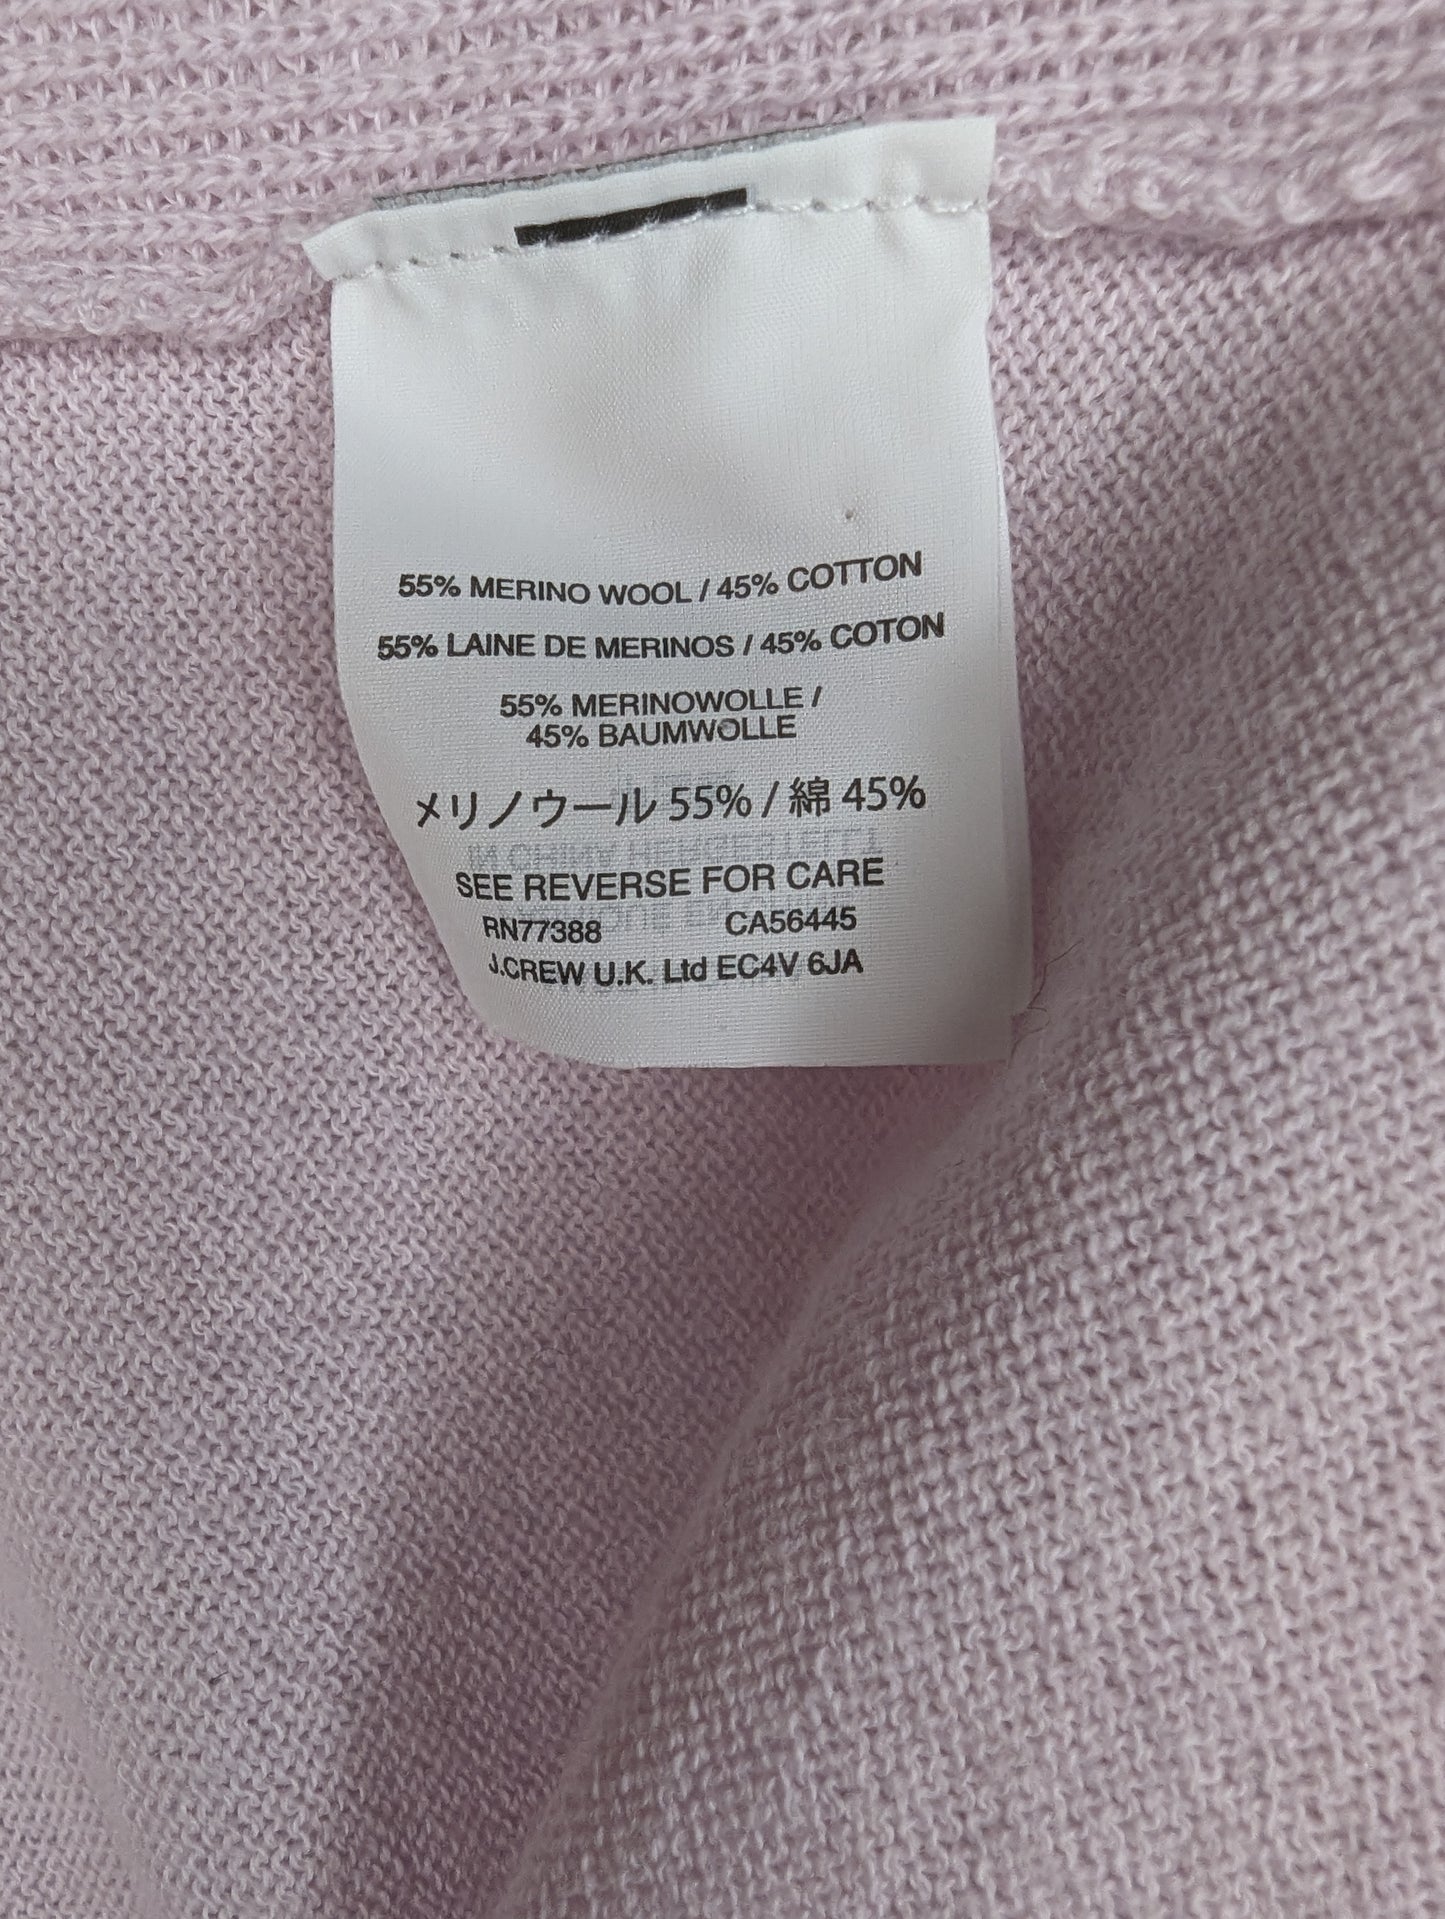 55% MERINO WOOL / 45% COTTON
55% LAINE DE MERINOS / 45% COTON
55% MERINOWOLLE /
45% BAUMWOLLE
メリノウール 55% / 綿 45%
SEE REVERSE FOR CARE
RN77388 CA56445
J.CREW U.K. Ltd EC4V 6JA